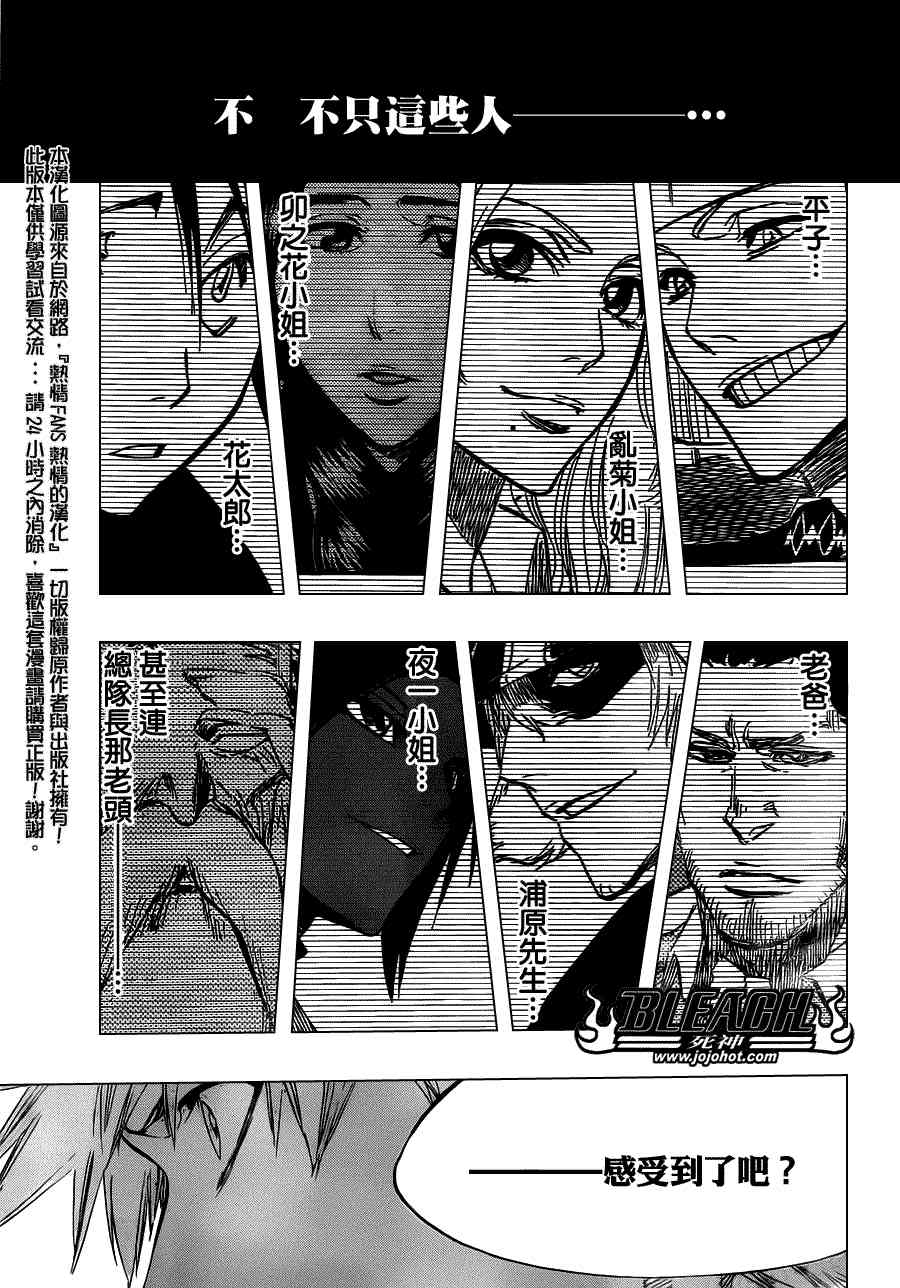 不 不只這些人————…
平子…
亂菊小姐…
卯之花小姐…
花太郎…
老爸…
浦原先生…
夜一小姐…
甚至連
總隊長那老頭————…
BLEACH
死神
www.jojohot.com
————感受到了吧？
本漢化圖源來自於網路，『熱情FANS熱情的漢化』一切版權歸原作者與出版社擁有！
此版本僅供學習試看交流…請24小時之內消除，喜歡這套漫畫請購買正版！謝謝。